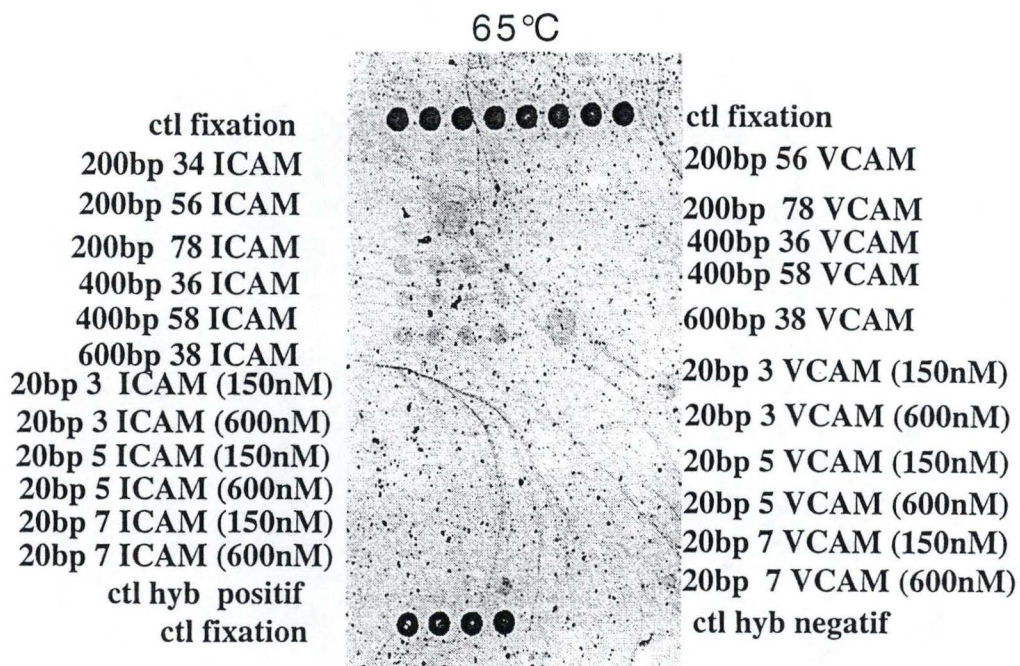 65°C
ctl fixation
200bp 34 ICAM
200bp 56 ICAM
200bp 78 ICAM
400bp 36 ICAM
400bp 58 ICAM
600bp 38 ICAM
20bp 3 ICAM (150nM)
20bp 3 ICAM (600nM)
20bp 5 ICAM (150nM)
20bp 5 ICAM (600nM)
20bp 7 ICAM (150nM)
20bp 7 ICAM (600nM)
ctl hyb positif
ctl fixation
ctl fixation
200bp 56 VCAM
200bp 78 VCAM
400bp 36 VCAM
400bp 58 VCAM
600bp 38 VCAM
20bp 3 VCAM (150nM)
20bp 3 VCAM (600nM)
20bp 5 VCAM (150nM)
20bp 5 VCAM (600nM)
20bp 7 VCAM (150nM)
20bp 7 VCAM (600nM)
ctl hyb negatif